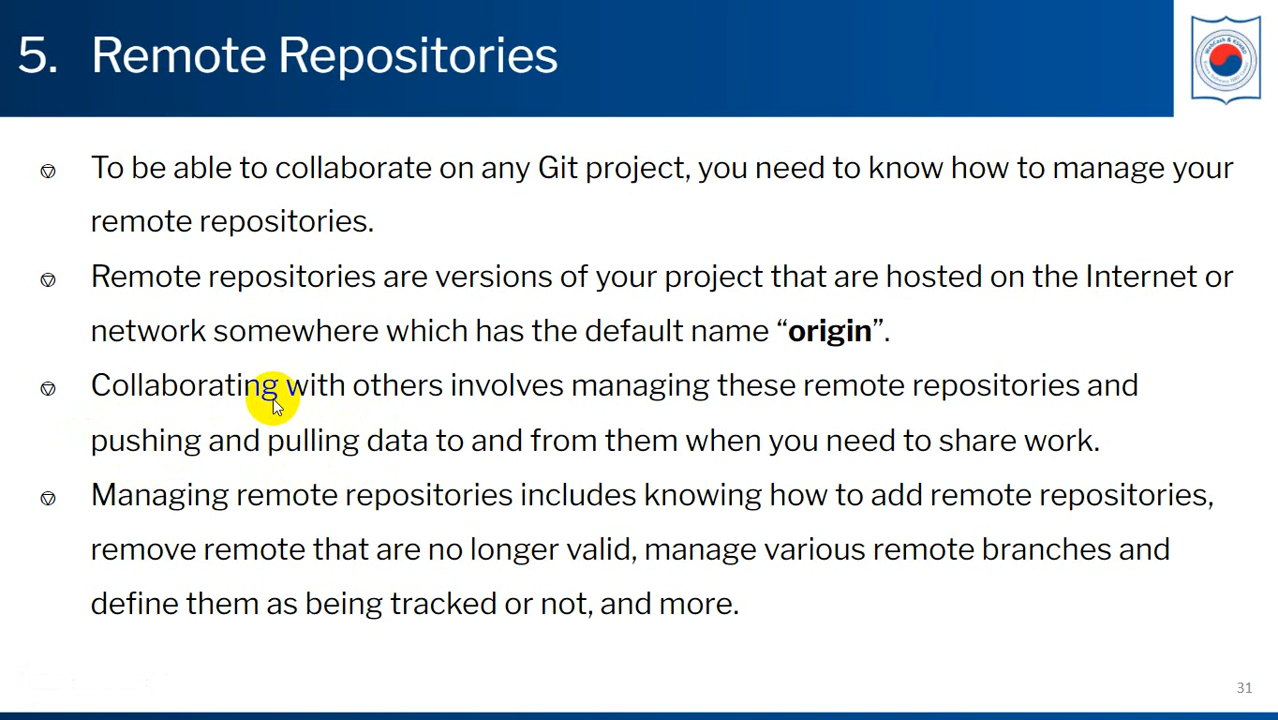 5. Remote Repositories
To be able to collaborate on any Git project, you need to know how to manage your
remote repositories.
Remote repositories are versions of your project that are hosted on the Internet or
network somewhere which has the default name “origin”.
Collaborating with others involves managing these remote repositories and
pushing and pulling data to and from them when you need to share work.
Managing remote repositories includes knowing how to add remote repositories,
remove remote that are no longer valid, manage various remote branches and
define them as being tracked or not, and more.
31